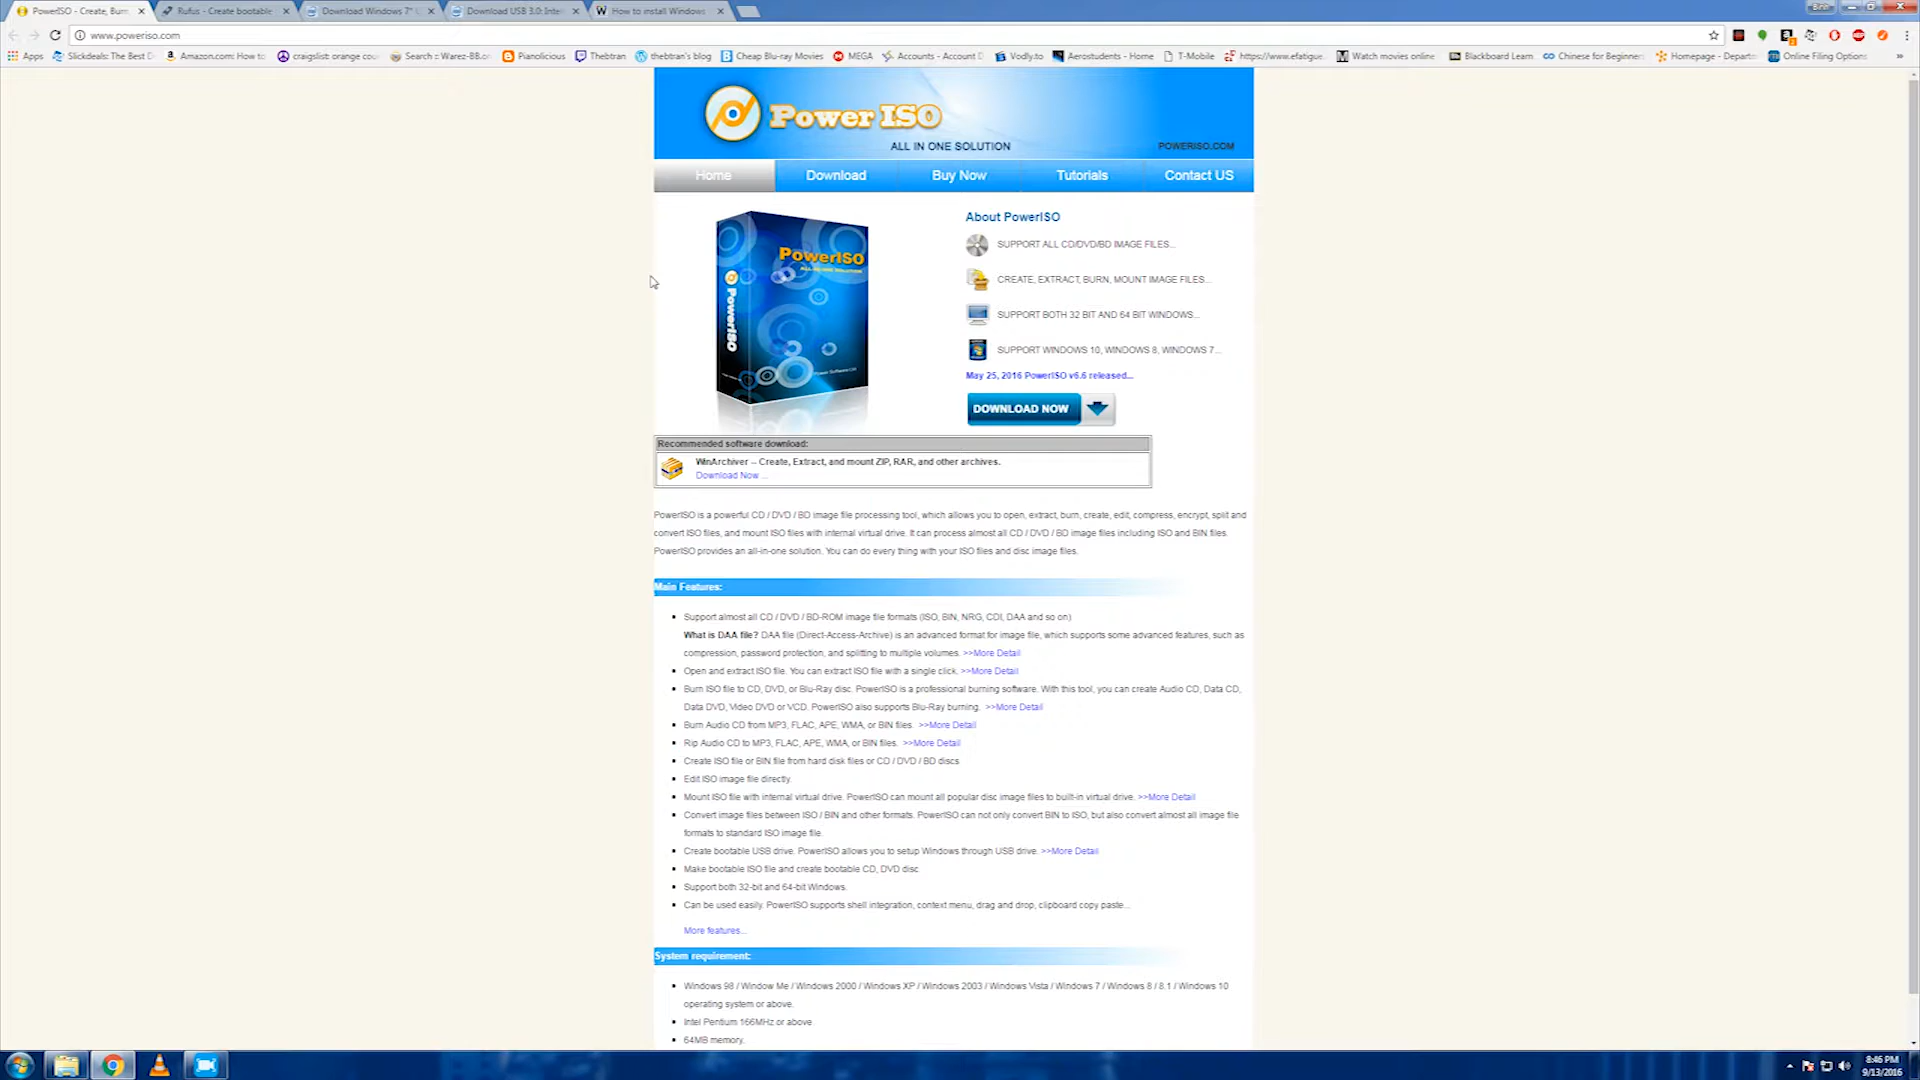 PowerISO - Create, Burn
Rufus - Create bootable
Download Windows 7*
Download USB 3.0: Intel
How to install Windows
Binh
www.poweriso.com
Apps
Slickdeals: The Best D
Amazon.com: How to
craigslist: orange cou
Search :: Warez-BB.or
Pianolicious
Thebtran
thebtran's blog
Cheap Blu-ray Movies
MEGA
Accounts - Account D
Vodly.to
Aerostudents - Home
T-Mobile
https://www.efatigue
Watch movies online
Blackboard Learn
Chinese for Beginner
Homepage - Depart
Online Filing Options
Power ISO
ALL IN ONE SOLUTION
POWERISO.COM
Home
Download
Buy Now
Tutorials
Contact US
PowerISO
ALL IN ONE SOLUTION
PowerISO
About PowerISO
SUPPORT ALL CD/DVD/BD IMAGE FILES...
CREATE, EXTRACT, BURN, MOUNT IMAGE FILES...
SUPPORT BOTH 32 BIT AND 64 BIT WINDOWS...
SUPPORT WINDOWS 10, WINDOWS 8, WINDOWS 7...
May 25, 2016 PowerISO v6.6 released...
DOWNLOAD NOW
Recommended software download:
WinArchiver -- Create, Extract, and mount ZIP, RAR, and other archives.
Download Now ...
PowerISO is a powerful CD / DVD / BD image file processing tool, which allows you to open, extract, burn, create, edit, compress, encrypt, split and
convert ISO files, and mount ISO files with internal virtual drive. It can process almost all CD / DVD / BD image files including ISO and BIN files.
PowerISO provides an all-in-one solution. You can do every thing with your ISO files and disc image files.
Main Features:
Support almost all CD / DVD / BD-ROM image file formats (ISO, BIN, NRG, CDI, DAA and so on)
What is DAA file? DAA file (Direct-Access-Archive) is an advanced format for image file, which supports some advanced features, such as
compression, password protection, and splitting to multiple volumes. >>More Detail
Open and extract ISO file. You can extract ISO file with a single click. >>More Detail
Burn ISO file to CD, DVD, or Blu-Ray disc. PowerISO is a professional burning software. With this tool, you can create Audio CD, Data CD,
Data DVD, Video DVD or VCD. PowerISO also supports Blu-Ray burning. >>More Detail
Burn Audio CD from MP3, FLAC, APE, WMA, or BIN files. >>More Detail
Rip Audio CD to MP3, FLAC, APE, WMA, or BIN files. >>More Detail
Create ISO file or BIN file from hard disk files or CD / DVD / BD discs
Edit ISO image file directly.
Mount ISO file with internal virtual drive. PowerISO can mount all popular disc image files to built-in virtual drive. >>More Detail
Convert image files between ISO / BIN and other formats. PowerISO can not only convert BIN to ISO, but also convert almost all image file
formats to standard ISO image file
Create bootable USB drive. PowerISO allows you to setup Windows through USB drive. >>More Detail
Make bootable ISO file and create bootable CD, DVD disc
Support both 32-bit and 64-bit Windows.
Can be used easily. PowerISO supports shell integration, context menu, drag and drop, clipboard copy paste...
More features...
System requirement:
Windows 98 / Window Me / Windows 2000 / Windows XP / Windows 2003 / Windows Vista / Windows 7 / Windows 8 / 8.1 / Windows 10
operating system or above.
Intel Pentium 166MHz or above
64MB memory.
8:46 PM
9/13/2016